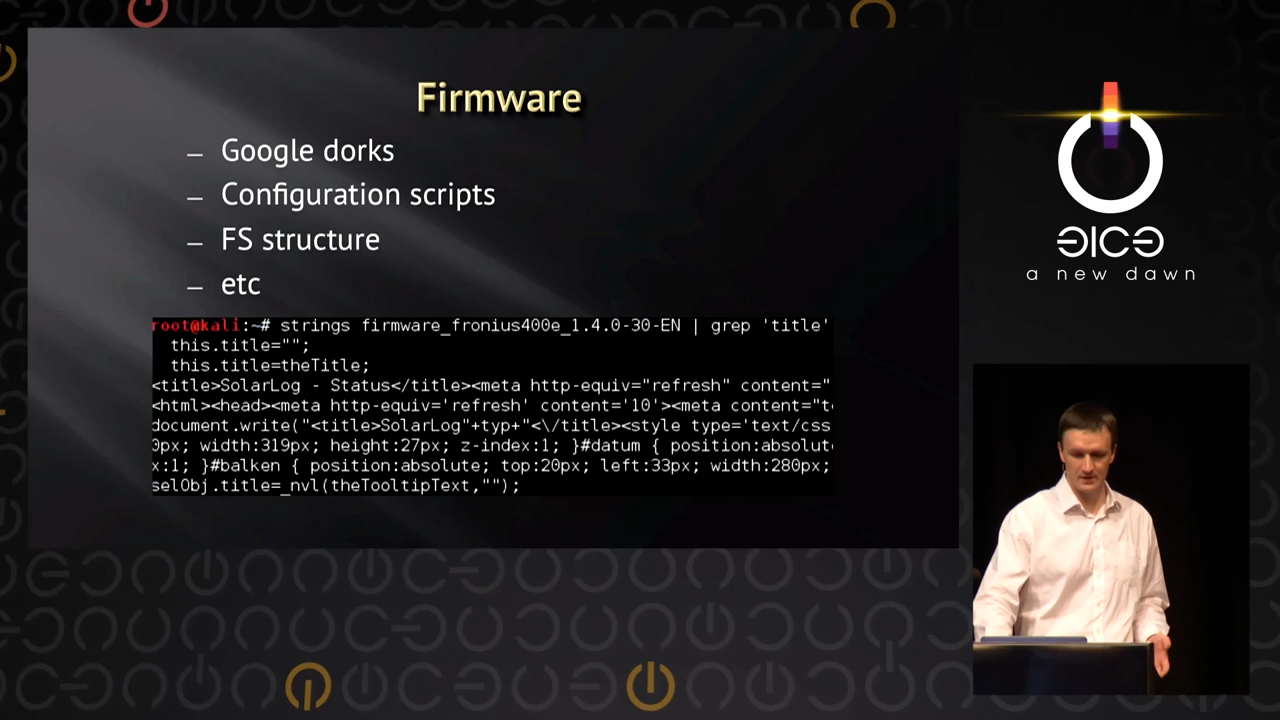 Firmware
– Google dorks
– Configuration scripts
– FS structure
– etc
root@kali:~# strings firmware_fronius400e_1.4.0-30-EN | grep 'title'
this.title="";
this.title=theTitle;
<title>SolarLog - Status</title><meta http-equiv="refresh" content="
<html><head><meta http-equiv='refresh' content='10'><meta content="t
document.write("<title>SolarLog"+typ+"<\/title><style type='text/css
0px; width:319px; height:27px; z-index:1; }#datum { position:absolut
x:1; }#balken { position:absolute; top:20px; left:33px; width:280px;
selObj.title=_nvl(theTooltipText,"");
a new dawn